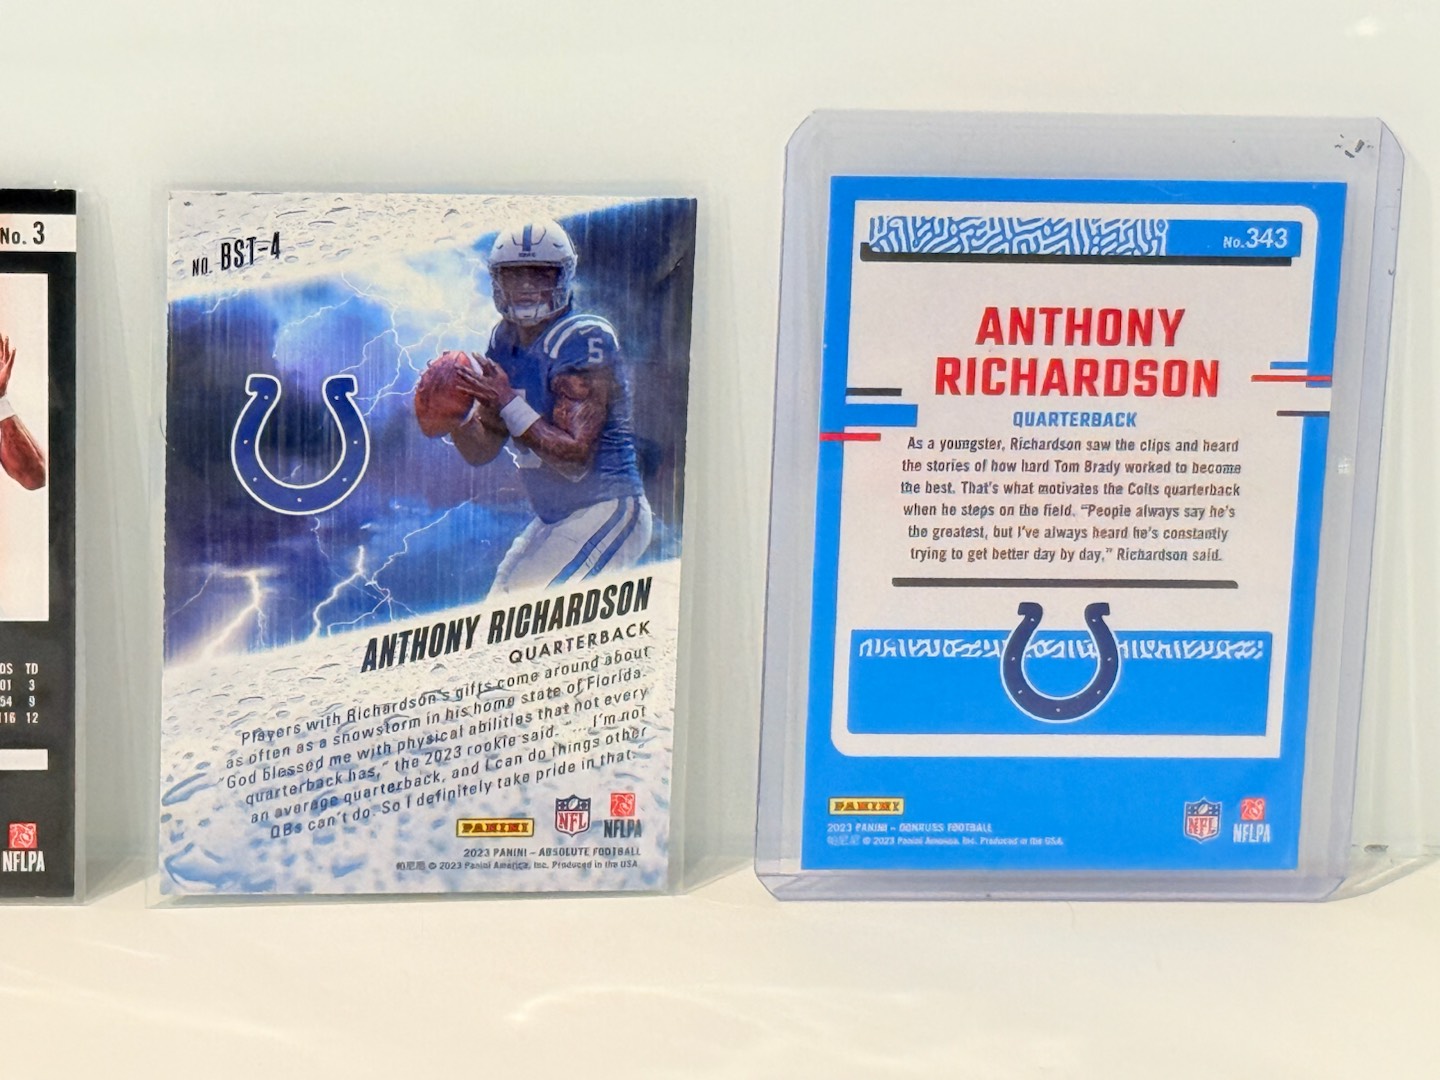 No. 3
DS TD
01 3
54 9
116 12
NFLPA
NO. BST-4
5
ANTHONY RICHARDSON
QUARTERBACK
Players with Richardson's gifts come around about
as often as a snowstorm in his home state of Florida.
"God blessed me with physical abilities that not every
quarterback has," the 2023 rookie said. "... I'm not
an average quarterback, and I can do things other
QBs can't do. So I definitely take pride in that."
PANINI
NFL
NFLPA
2023 PANINI – ABSOLUTE FOOTBALL
帕尼尼 © 2023 Panini America, Inc. Produced in the USA.
No. 343
ANTHONY
RICHARDSON
QUARTERBACK
As a youngster, Richardson saw the clips and heard
the stories of how hard Tom Brady worked to become
the best. That's what motivates the Colts quarterback
when he steps on the field. "People always say he's
the greatest, but I've always heard he's constantly
trying to get better day by day," Richardson said.
PANINI
NFL
NFLPA
2023 PANINI – DONRUSS FOOTBALL
帕尼尼 © 2023 Panini America, Inc. Produced in the USA.